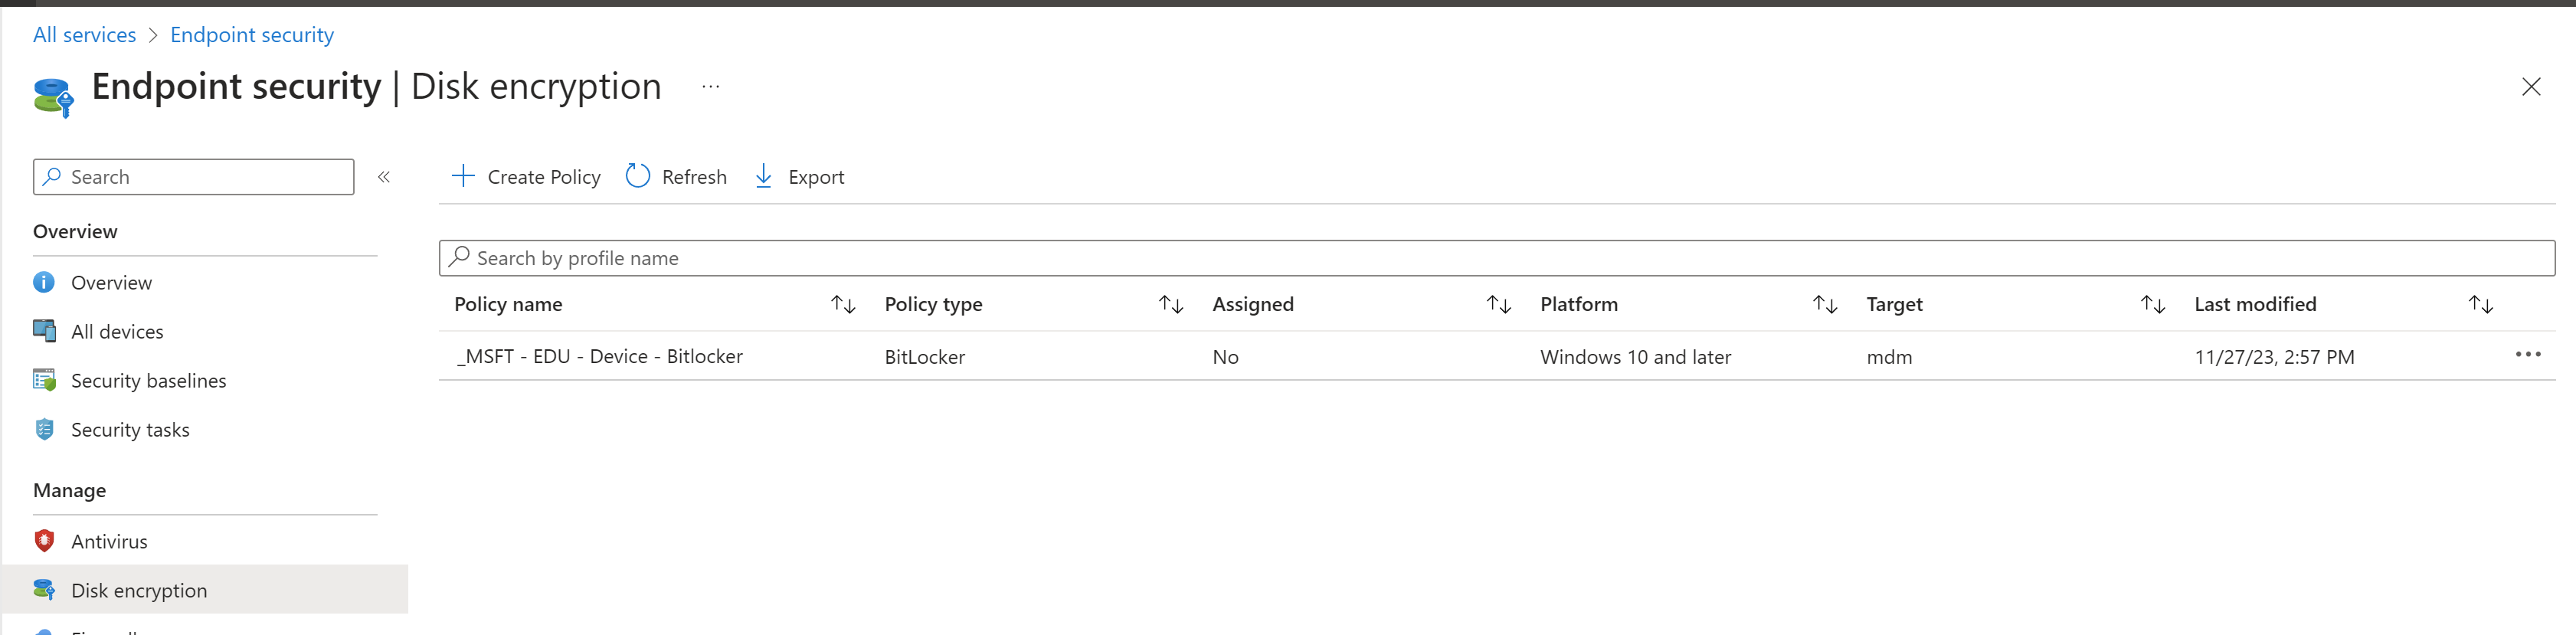 All services > Endpoint security
Endpoint security | Disk encryption ...
Search «
Create Policy Refresh Export
Overview
Search by profile name
Overview
Policy name Policy type Assigned Platform Target Last modified
All devices
_MSFT - EDU - Device - Bitlocker BitLocker No Windows 10 and later mdm 11/27/23, 2:57 PM ...
Security baselines
Security tasks
Manage
Antivirus
Disk encryption